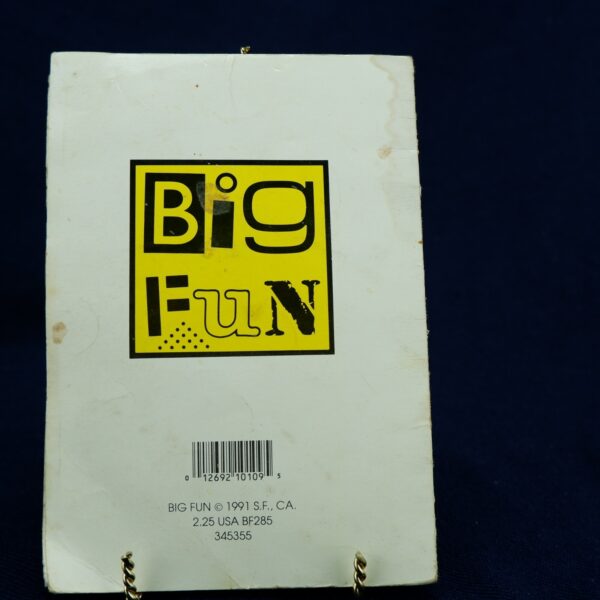 Big
FuN
0 12692 10109 5
BIG FUN © 1991 S.F., CA.
2.25 USA BF285
345355